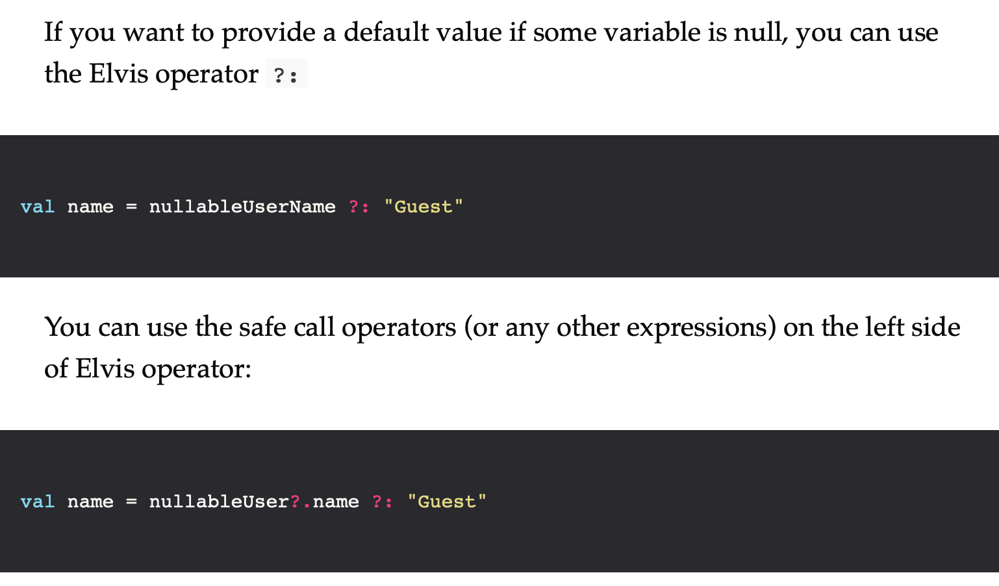 If you want to provide a default value if some variable is null, you can use
the Elvis operator ?:
val name = nullableUserName ?: "Guest"
You can use the safe call operators (or any other expressions) on the left side
of Elvis operator:
val name = nullableUser?.name ?: "Guest"